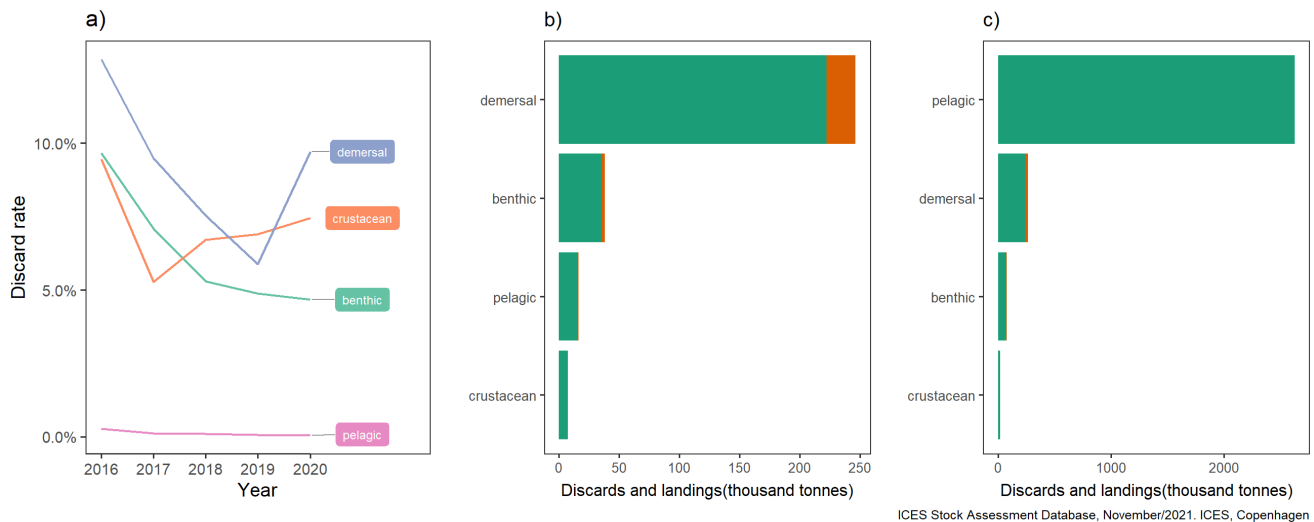 a)
Discard rate
10.0%
5.0%
0.0%
demersal
crustacean
benthic
pelagic
2016 2017 2018 2019 2020
Year
b)
demersal
benthic
pelagic
crustacean
0 50 100 150 200 250
Discards and landings(thousand tonnes)
c)
pelagic
demersal
benthic
crustacean
0 1000 2000
Discards and landings(thousand tonnes)
ICES Stock Assessment Database, November/2021. ICES, Copenhagen